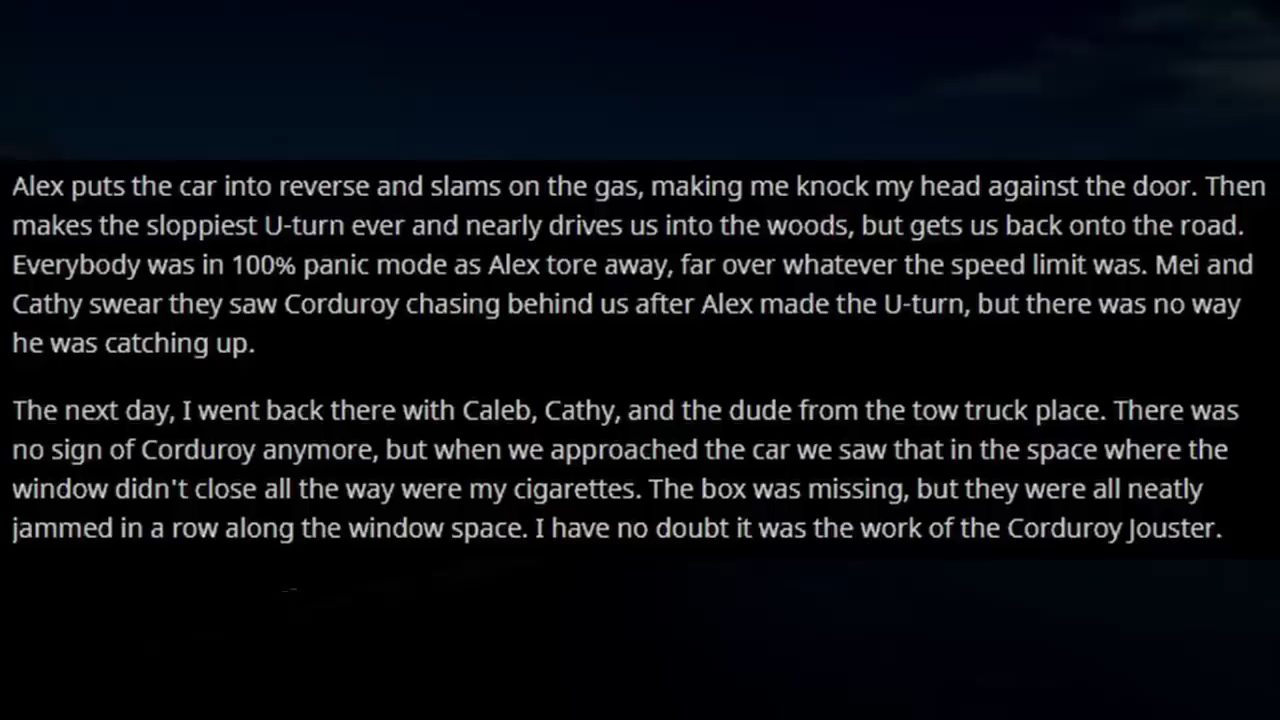 Alex puts the car into reverse and slams on the gas, making me knock my head against the door. Then
makes the sloppiest U-turn ever and nearly drives us into the woods, but gets us back onto the road.
Everybody was in 100% panic mode as Alex tore away, far over whatever the speed limit was. Mei and
Cathy swear they saw Corduroy chasing behind us after Alex made the U-turn, but there was no way
he was catching up.
The next day, I went back there with Caleb, Cathy, and the dude from the tow truck place. There was
no sign of Corduroy anymore, but when we approached the car we saw that in the space where the
window didn't close all the way were my cigarettes. The box was missing, but they were all neatly
jammed in a row along the window space. I have no doubt it was the work of the Corduroy Jouster.